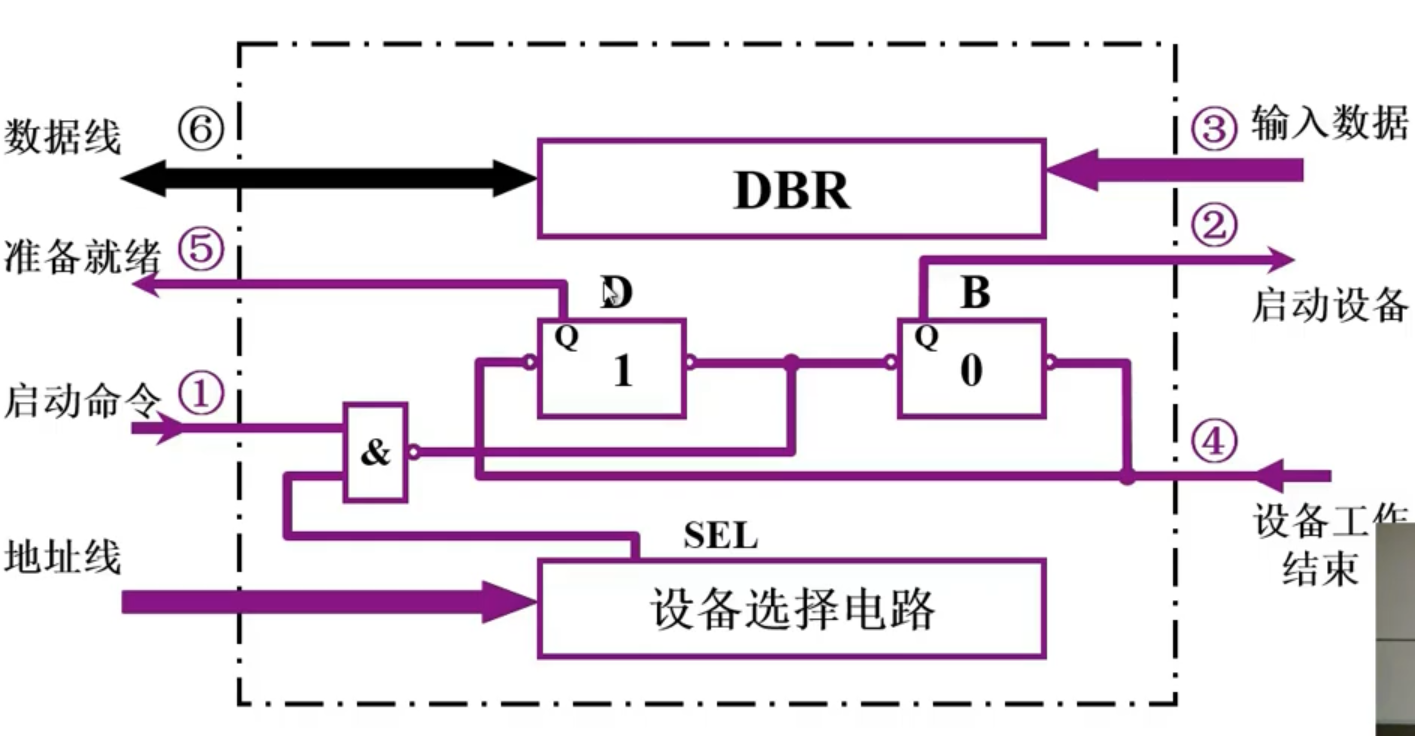 数据线
⑥
③
输入数据
DBR
②
准备就绪
⑤
启动设备
D
B
Q
1
Q
0
启动命令
①
&
④
设备工作
结束
SEL
地址线
设备选择电路